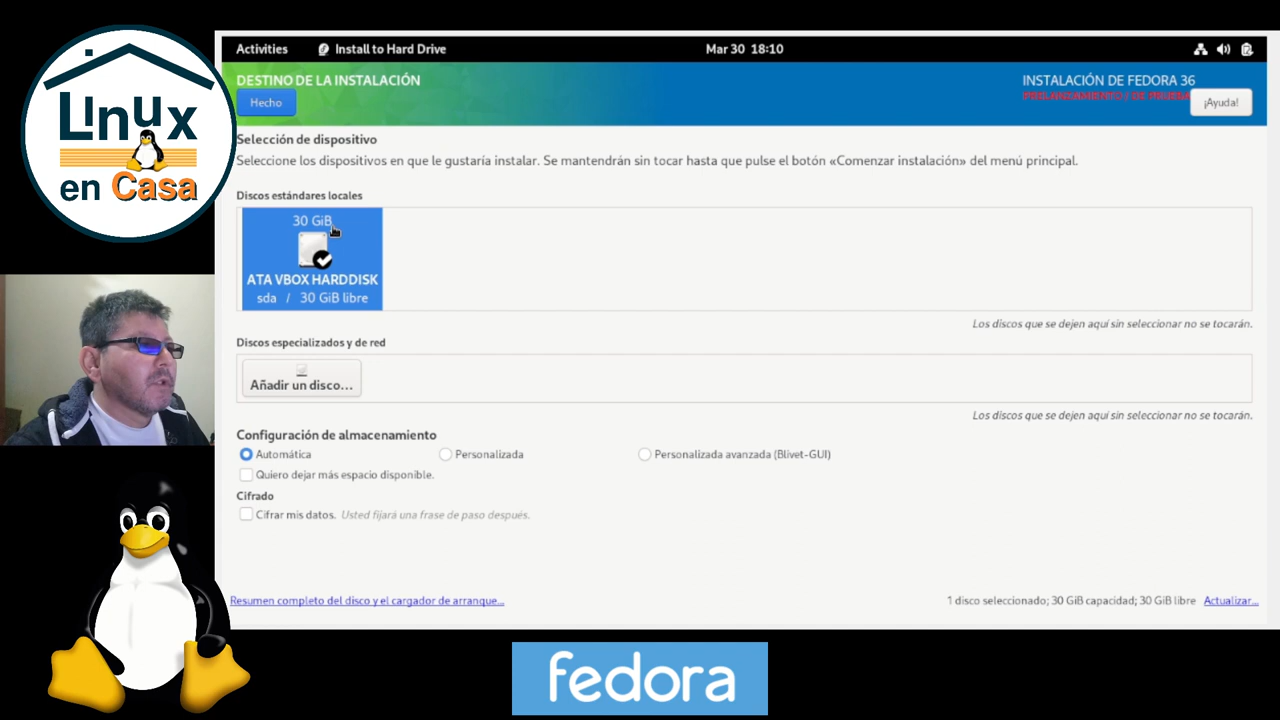 Linux
en Casa
Activities
Install to Hard Drive
Mar 30 18:10
DESTINO DE LA INSTALACIÓN
Hecho
INSTALACIÓN DE FEDORA 36
¡Ayuda!
Selección de dispositivo
Seleccione los dispositivos en que le gustaría instalar. Se mantendrán sin tocar hasta que pulse el botón «Comenzar instalación» del menú principal.
Discos estándares locales
30 GiB
ATA VBOX HARDDISK
sda / 30 GiB libre
Los discos que se dejen aquí sin seleccionar no se tocarán.
Discos especializados y de red
Añadir un disco...
Los discos que se dejen aquí sin seleccionar no se tocarán.
Configuración de almacenamiento
Automática
Personalizada
Personalizada avanzada (Blivet-GUI)
Quiero dejar más espacio disponible.
Cifrado
Cifrar mis datos. Usted fijará una frase de paso después.
Resumen completo del disco y el cargador de arranque...
1 disco seleccionado; 30 GiB capacidad; 30 GiB libre
Actualizar...
fedora